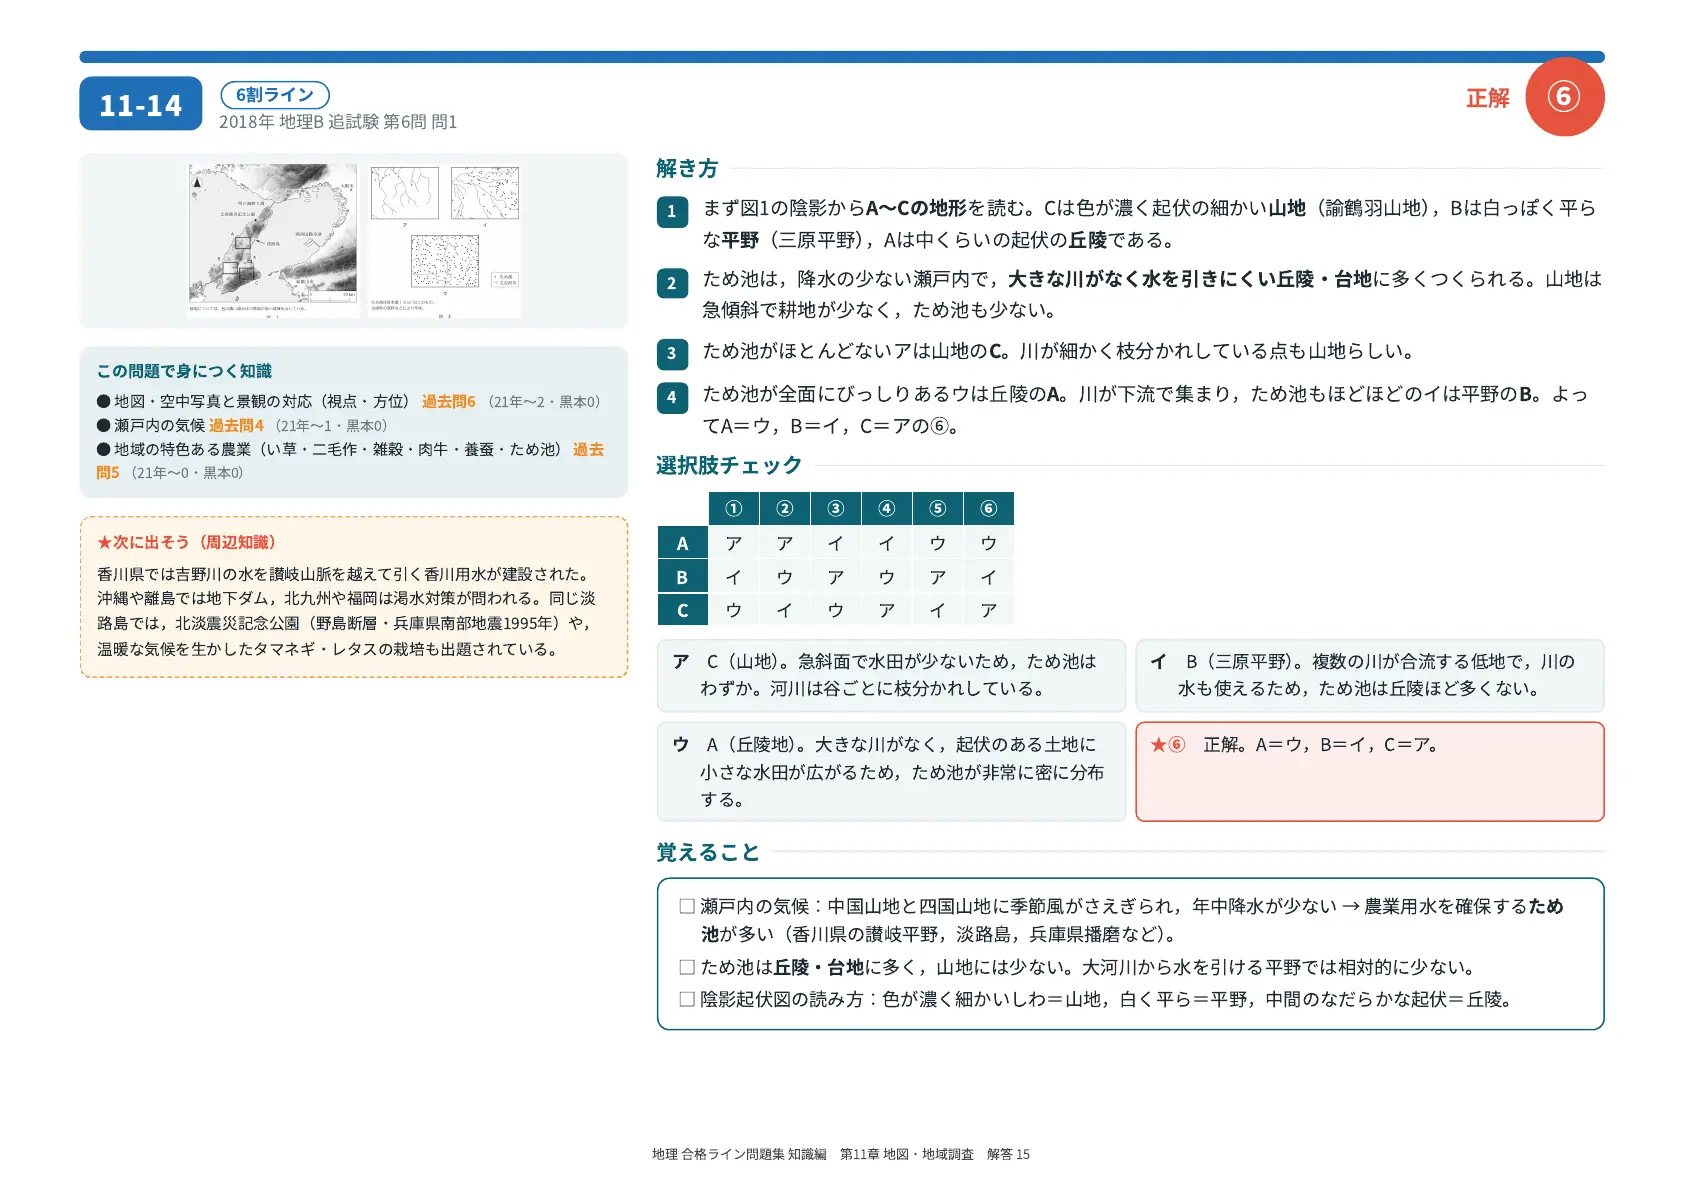 11-14
6割ライン
2018年 地理B 追試験 第6問 問1
正解 ⑥
ア
イ
ウ
この問題で身につく知識
●地図・空中写真と景観の対応（視点・方位） 過去問6 （21年〜2・黒本0）
●瀬戸内の気候 過去問4 （21年〜1・黒本0）
●地域の特色ある農業（い草・二毛作・雑穀・肉牛・養蚕・ため池） 過去
問5 （21年〜0・黒本0）
★次に出そう（周辺知識）
香川県では吉野川の水を讃岐山脈を越えて引く香川用水が建設された。
沖縄や離島では地下ダム，北九州や福岡は渇水対策が問われる。同じ淡
路島では，北淡震災記念公園（野島断層・兵庫県南部地震1995年）や，
温暖な気候を生かしたタマネギ・レタスの栽培も出題されている。
解き方
1 まず図1の陰影からA〜Cの地形を読む。Cは色が濃く起伏の細かい山地（諭鶴羽山地），Bは白っぽく平ら
な平野（三原平野），Aは中くらいの起伏の丘陵である。
2 ため池は，降水の少ない瀬戸内で，大きな川がなく水を引きにくい丘陵・台地に多くつくられる。山地は
急傾斜で耕地が少なく，ため池も少ない。
3 ため池がほとんどないアは山地のC。川が細かく枝分かれしている点も山地らしい。
4 ため池が全面にびっしりあるウは丘陵のA。川が下流で集まり，ため池もほどほどのイは平野のB。よっ
てA＝ウ，B＝イ，C＝アの⑥。
選択肢チェック
① ② ③ ④ ⑤ ⑥
A ア ア イ イ ウ ウ
B イ ウ ア ウ ア イ
C ウ イ ウ ア イ ア
ア C（山地）。急斜面で水田が少ないため，ため池は
わずか。河川は谷ごとに枝分かれしている。
イ B（三原平野）。複数の川が合流する低地で，川の
水も使えるため，ため池は丘陵ほど多くない。
ウ A（丘陵地）。大きな川がなく，起伏のある土地に
小さな水田が広がるため，ため池が非常に密に分布
する。
★⑥ 正解。A＝ウ，B＝イ，C＝ア。
覚えること
□ 瀬戸内の気候：中国山地と四国山地に季節風がさえぎられ，年中降水が少ない → 農業用水を確保するため
池が多い（香川県の讃岐平野，淡路島，兵庫県播磨など）。
□ ため池は丘陵・台地に多く，山地には少ない。大河川から水を引ける平野では相対的に少ない。
□ 陰影起伏図の読み方：色が濃く細かいしわ＝山地，白く平ら＝平野，中間のなだらかな起伏＝丘陵。
地理 合格ライン問題集 知識編 第11章 地図・地域調査 解答 15